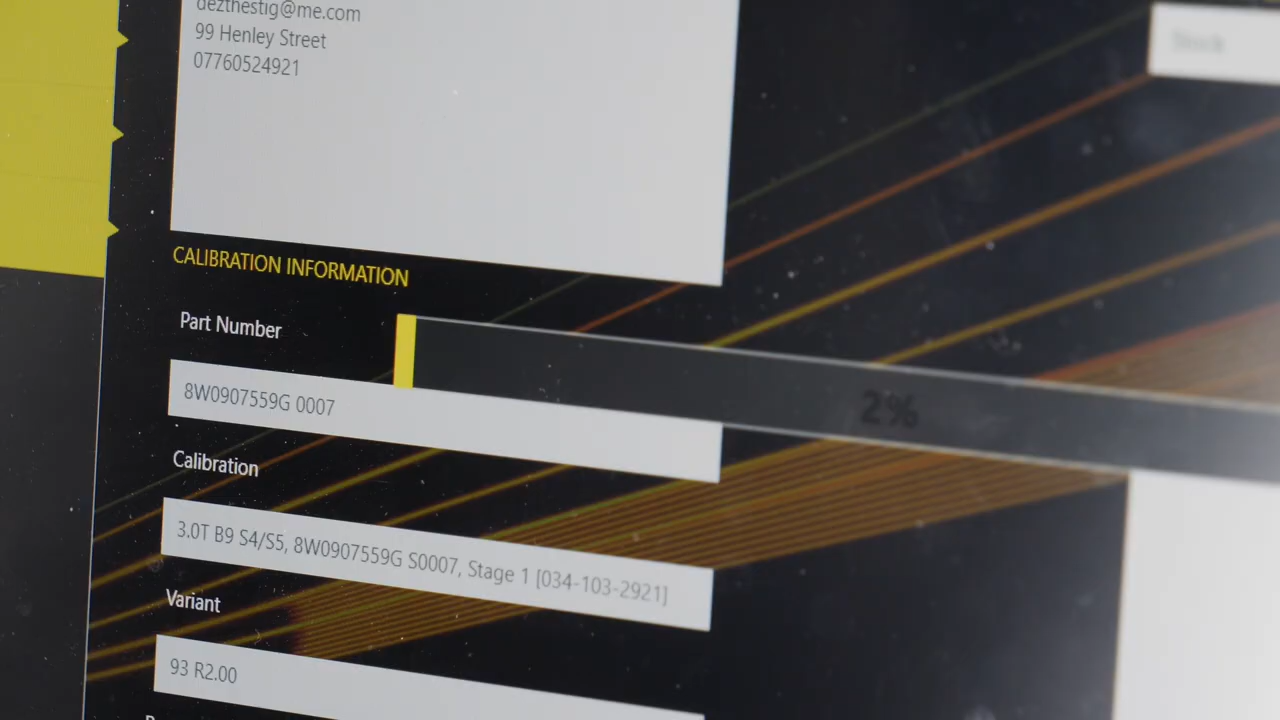 dezthestig@me.com
99 Henley Street
07760524921
Stock
CALIBRATION INFORMATION
Part Number
8W0907559G 0007
2%
Calibration
3.0T B9 S4/S5, 8W0907559G S0007, Stage 1 [034-103-2921]
Variant
93 R2.00